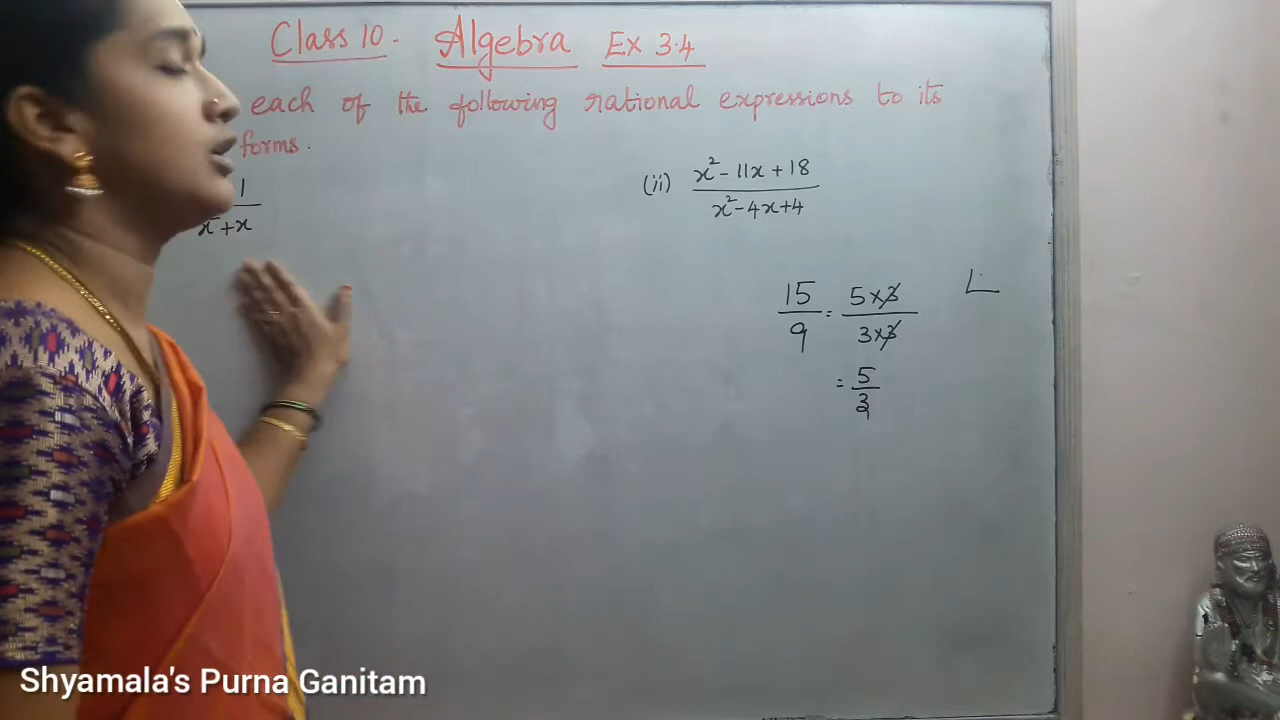 Class 10. Algebra Ex 3.4
each of the following rational expressions to its
forms.
1
x²+x
(ii) x²-11x+18
x²-4x+4
15/9 = 5×3/3×3
= 5/3
Shyamala's Purna Ganitam